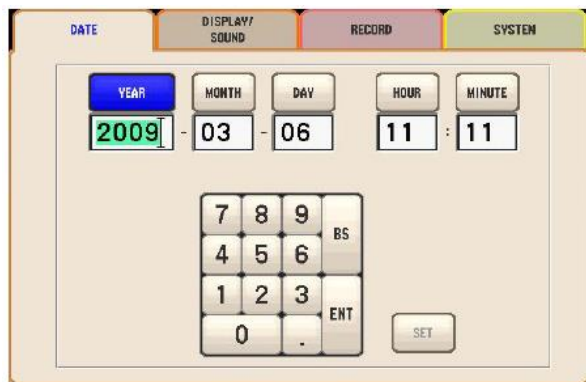 DATE DISPLAY/ RECORD SYSTEM
SOUND
YEAR MONTH DAY HOUR MINUTE
2009 - 03 - 06 11 : 11
7 8 9 BS
4 5 6
1 2 3 ENT
0 .
SET